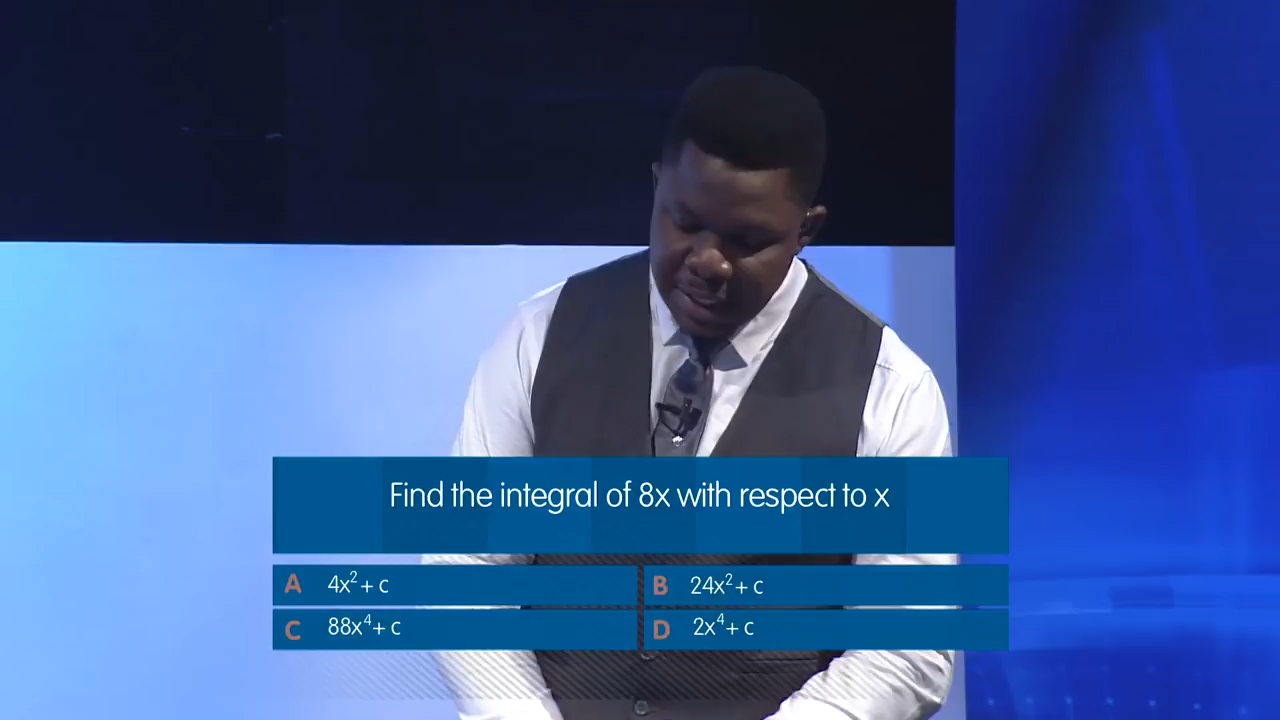 Find the integral of 8x with respect to x
A 4x²+ c
B 24x²+ c
C 88x⁴+ c
D 2x⁴+ c